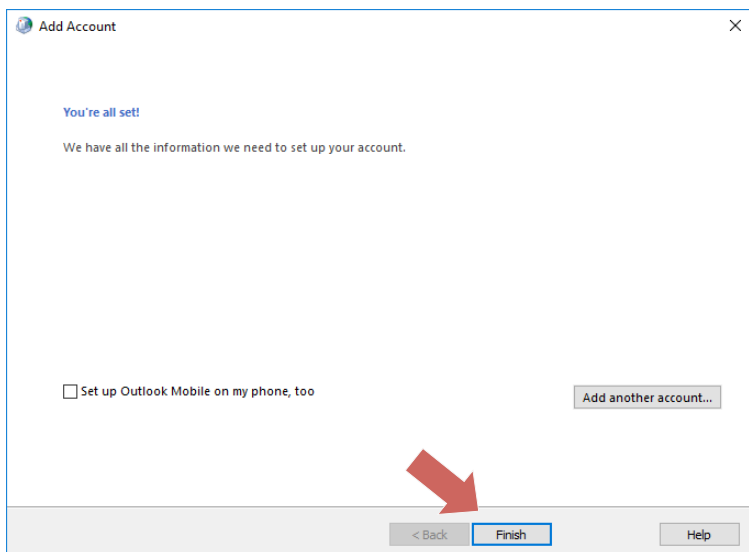 Add Account
You're all set!
We have all the information we need to set up your account.
Set up Outlook Mobile on my phone, too
Add another account...
< Back
Finish
Help